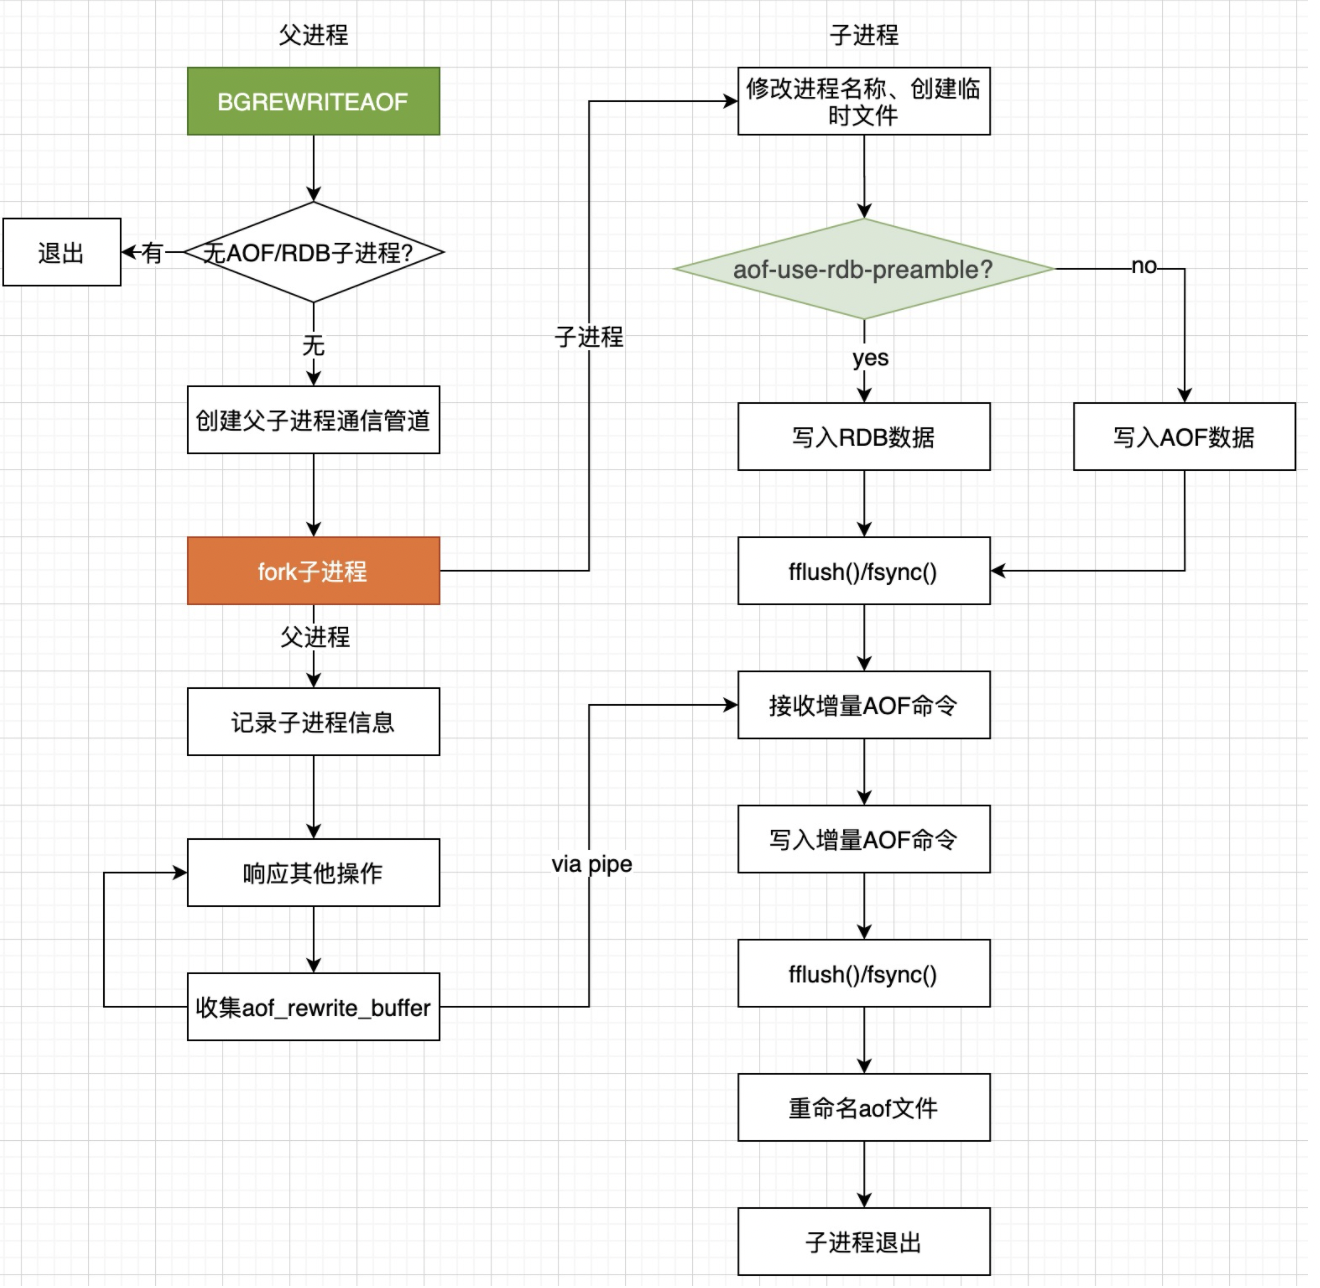 父进程
BGREWRITEAOF
无AOF/RDB子进程?
有
退出
无
创建父子进程通信管道
fork子进程
父进程
记录子进程信息
响应其他操作
收集aof_rewrite_buffer
子进程
via pipe
子进程
修改进程名称、创建临
时文件
aof-use-rdb-preamble?
no
yes
写入RDB数据
写入AOF数据
fflush()/fsync()
接收增量AOF命令
写入增量AOF命令
fflush()/fsync()
重命名aof文件
子进程退出